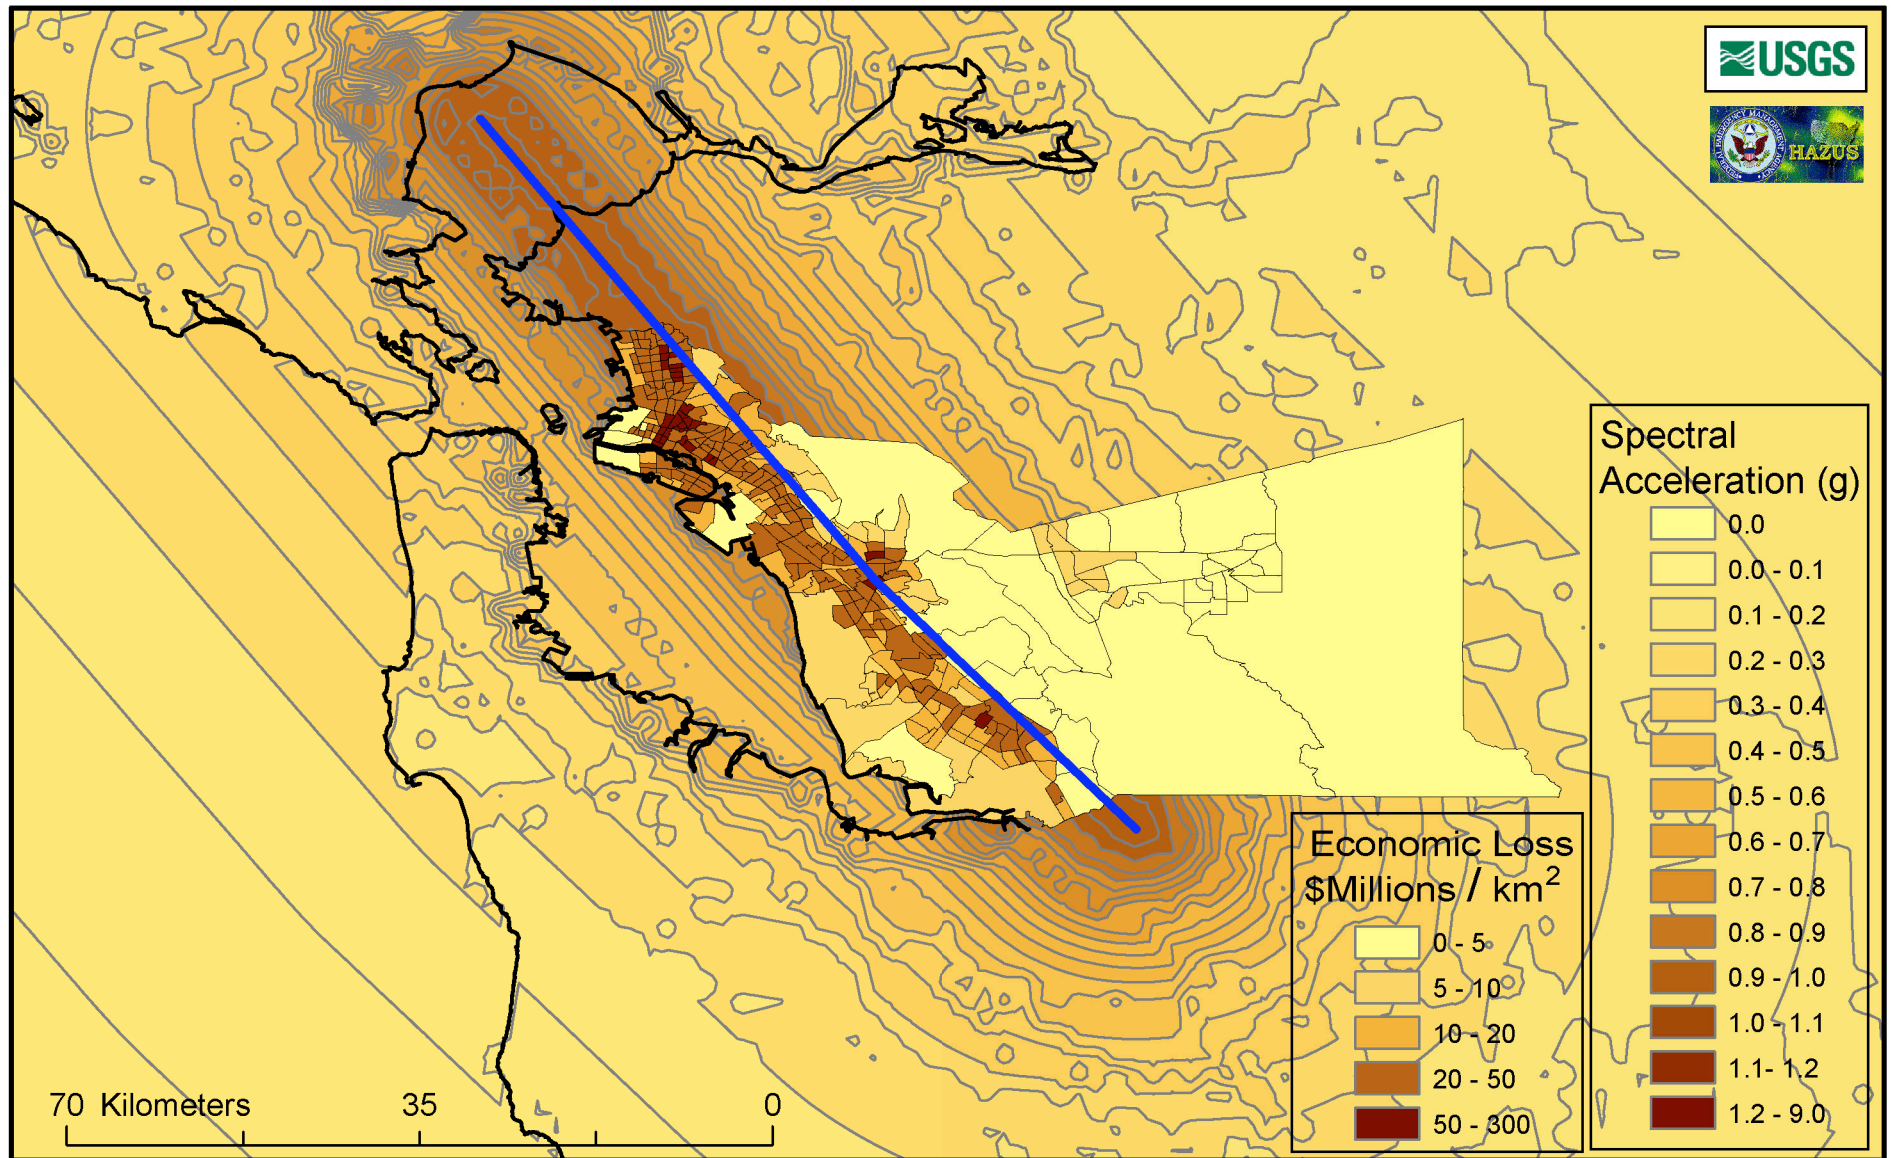 USGS
FEDERAL EMERGENCY MANAGEMENT AGENCY
HAZUS
Spectral
Acceleration (g)
0.0
0.0 - 0.1
0.1 - 0.2
0.2 - 0.3
0.3 - 0.4
0.4 - 0.5
0.5 - 0.6
0.6 - 0.7
0.7 - 0.8
0.8 - 0.9
0.9 - 1.0
1.0 - 1.1
1.1- 1.2
1.2 - 9.0
Economic Loss
$Millions / km²
0 - 5
5 - 10
10 - 20
20 - 50
50 - 300
70 Kilometers 35 0